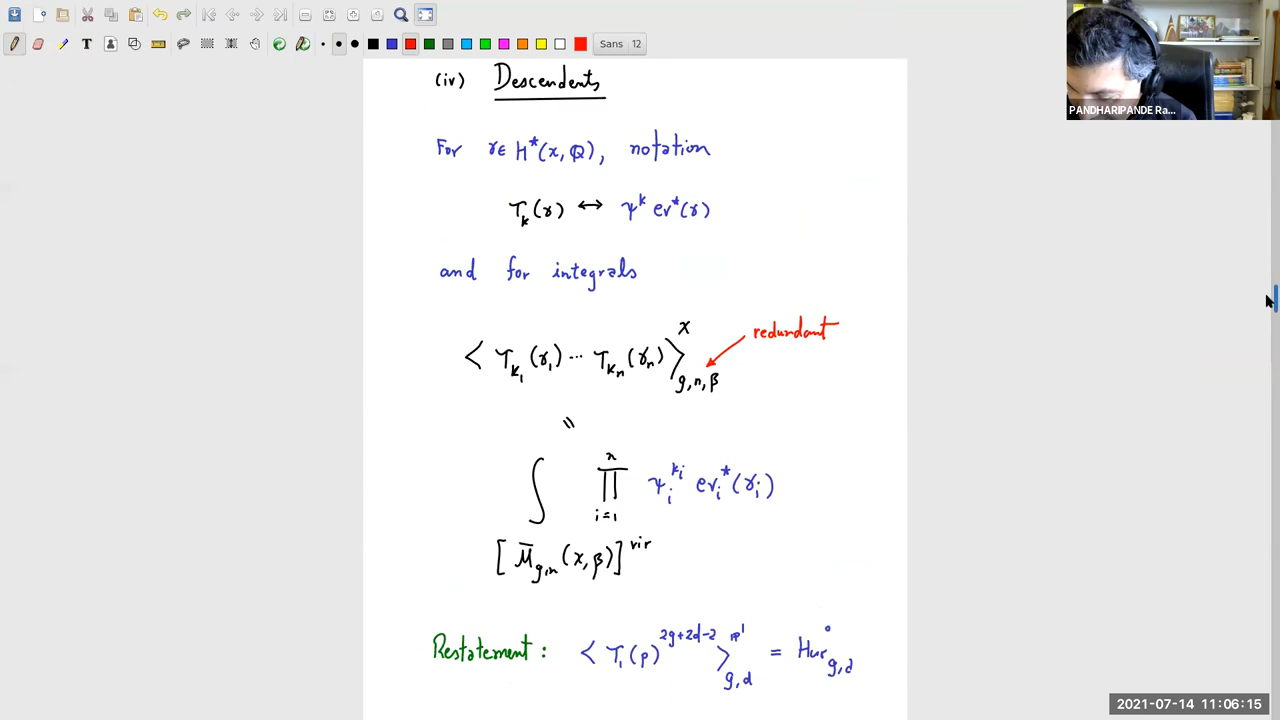 Sans 12
PANDHARIPANDE Ra...
(iv) Descendents
For γ ∈ H*(X, ℚ), notation
τ_k(γ) ↔ ψ^k ev*(γ)
and for integrals
redundant
< τ_{k_1}(γ_1) ··· τ_{k_n}(γ_n) >^X_{g,n,β}
=
∫_{[M̄_{g,n}(X,β)]^{vir}} ∏_{i=1}^n ψ_i^{k_i} ev_i^*(γ_i)
Restatement : < τ_1(p)^{2g+2d-2} >^{ℙ^1}_{g,d} = Hur°_{g,d}
2021-07-14 11:06:15